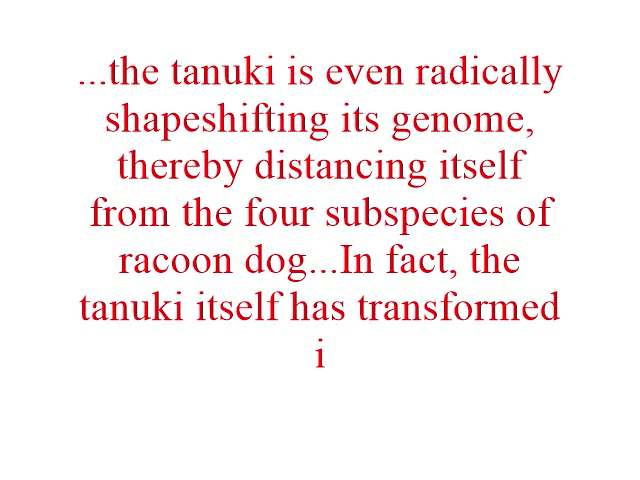 ...the tanuki is even radically
shapeshifting its genome,
thereby distancing itself
from the four subspecies of
racoon dog...In fact, the
tanuki itself has transformed
i